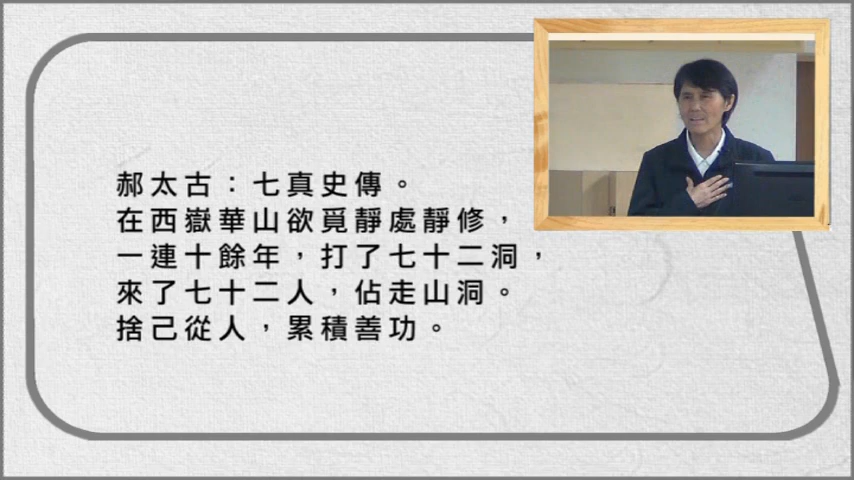 郝太古：七真史傳。
在西嶽華山欲覓靜處靜修，
一連十餘年，打了七十二洞，
來了七十二人，佔走山洞。
捨己從人，累積善功。